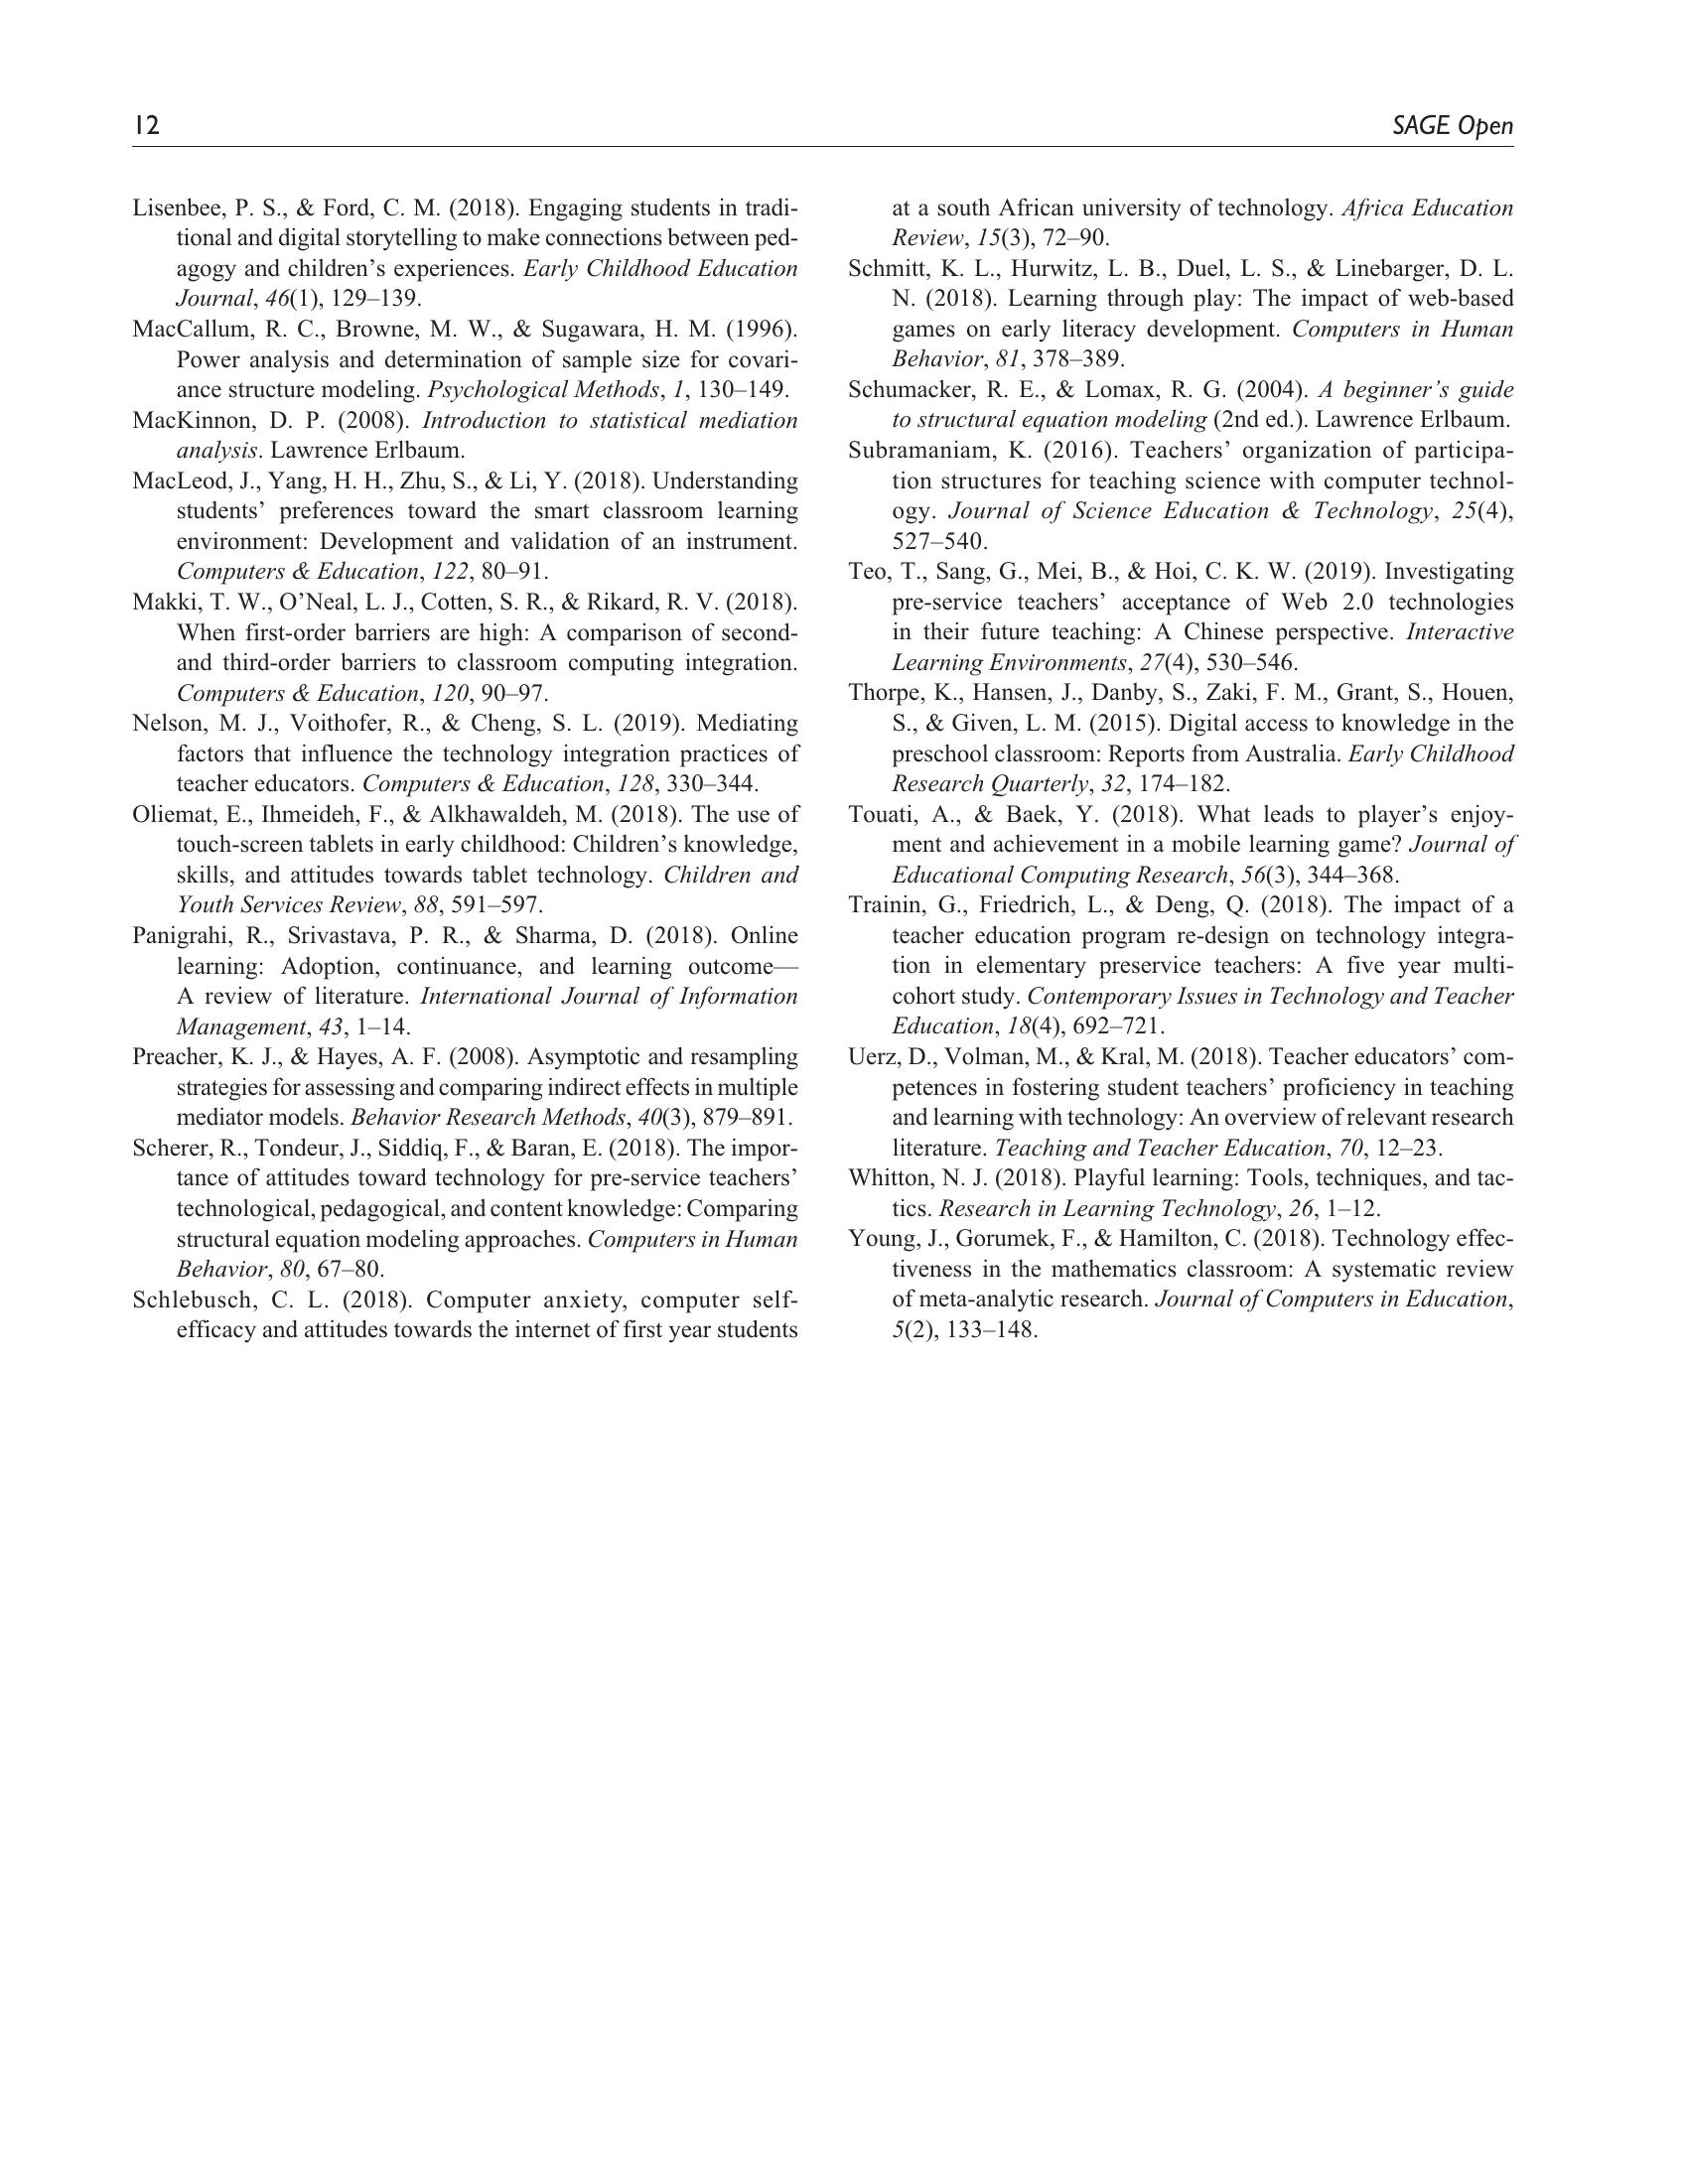 12
SAGE Open
Lisenbee, P. S., & Ford, C. M. (2018). Engaging students in tradi-
tional and digital storytelling to make connections between ped-
agogy and children’s experiences. Early Childhood Education
Journal, 46(1), 129–139.
MacCallum, R. C., Browne, M. W., & Sugawara, H. M. (1996).
Power analysis and determination of sample size for covari-
ance structure modeling. Psychological Methods, 1, 130–149.
MacKinnon, D. P. (2008). Introduction to statistical mediation
analysis. Lawrence Erlbaum.
MacLeod, J., Yang, H. H., Zhu, S., & Li, Y. (2018). Understanding
students’ preferences toward the smart classroom learning
environment: Development and validation of an instrument.
Computers & Education, 122, 80–91.
Makki, T. W., O’Neal, L. J., Cotten, S. R., & Rikard, R. V. (2018).
When first-order barriers are high: A comparison of second-
and third-order barriers to classroom computing integration.
Computers & Education, 120, 90–97.
Nelson, M. J., Voithofer, R., & Cheng, S. L. (2019). Mediating
factors that influence the technology integration practices of
teacher educators. Computers & Education, 128, 330–344.
Oliemat, E., Ihmeideh, F., & Alkhawaldeh, M. (2018). The use of
touch-screen tablets in early childhood: Children’s knowledge,
skills, and attitudes towards tablet technology. Children and
Youth Services Review, 88, 591–597.
Panigrahi, R., Srivastava, P. R., & Sharma, D. (2018). Online
learning: Adoption, continuance, and learning outcome—
A review of literature. International Journal of Information
Management, 43, 1–14.
Preacher, K. J., & Hayes, A. F. (2008). Asymptotic and resampling
strategies for assessing and comparing indirect effects in multiple
mediator models. Behavior Research Methods, 40(3), 879–891.
Scherer, R., Tondeur, J., Siddiq, F., & Baran, E. (2018). The impor-
tance of attitudes toward technology for pre-service teachers’
technological, pedagogical, and content knowledge: Comparing
structural equation modeling approaches. Computers in Human
Behavior, 80, 67–80.
Schlebusch, C. L. (2018). Computer anxiety, computer self-
efficacy and attitudes towards the internet of first year students
at a south African university of technology. Africa Education
Review, 15(3), 72–90.
Schmitt, K. L., Hurwitz, L. B., Duel, L. S., & Linebarger, D. L.
N. (2018). Learning through play: The impact of web-based
games on early literacy development. Computers in Human
Behavior, 81, 378–389.
Schumacker, R. E., & Lomax, R. G. (2004). A beginner’s guide
to structural equation modeling (2nd ed.). Lawrence Erlbaum.
Subramaniam, K. (2016). Teachers’ organization of participa-
tion structures for teaching science with computer technol-
ogy. Journal of Science Education & Technology, 25(4),
527–540.
Teo, T., Sang, G., Mei, B., & Hoi, C. K. W. (2019). Investigating
pre-service teachers’ acceptance of Web 2.0 technologies
in their future teaching: A Chinese perspective. Interactive
Learning Environments, 27(4), 530–546.
Thorpe, K., Hansen, J., Danby, S., Zaki, F. M., Grant, S., Houen,
S., & Given, L. M. (2015). Digital access to knowledge in the
preschool classroom: Reports from Australia. Early Childhood
Research Quarterly, 32, 174–182.
Touati, A., & Baek, Y. (2018). What leads to player’s enjoy-
ment and achievement in a mobile learning game? Journal of
Educational Computing Research, 56(3), 344–368.
Trainin, G., Friedrich, L., & Deng, Q. (2018). The impact of a
teacher education program re-design on technology integra-
tion in elementary preservice teachers: A five year multi-
cohort study. Contemporary Issues in Technology and Teacher
Education, 18(4), 692–721.
Uerz, D., Volman, M., & Kral, M. (2018). Teacher educators’ com-
petences in fostering student teachers’ proficiency in teaching
and learning with technology: An overview of relevant research
literature. Teaching and Teacher Education, 70, 12–23.
Whitton, N. J. (2018). Playful learning: Tools, techniques, and tac-
tics. Research in Learning Technology, 26, 1–12.
Young, J., Gorumek, F., & Hamilton, C. (2018). Technology effec-
tiveness in the mathematics classroom: A systematic review
of meta-analytic research. Journal of Computers in Education,
5(2), 133–148.